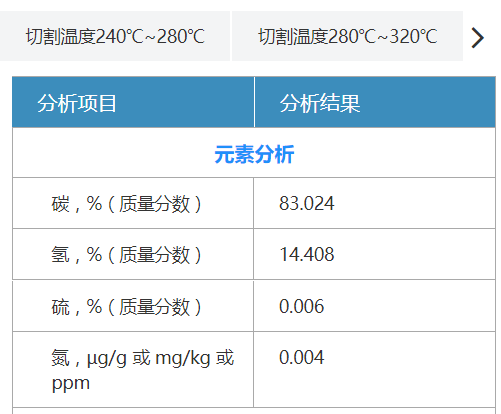 切割温度240℃~280℃ 切割温度280℃~320℃
分析项目 分析结果
元素分析
碳，%（质量分数） 83.024
氢，%（质量分数） 14.408
硫，%（质量分数） 0.006
氮，μg/g 或 mg/kg 或 0.004
ppm